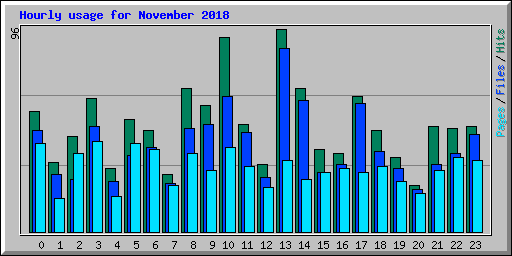 Hourly usage for November 2018
96
Pages/Files/Hits
0 1 2 3 4 5 6 7 8 9 10 11 12 13 14 15 16 17 18 19 20 21 22 23